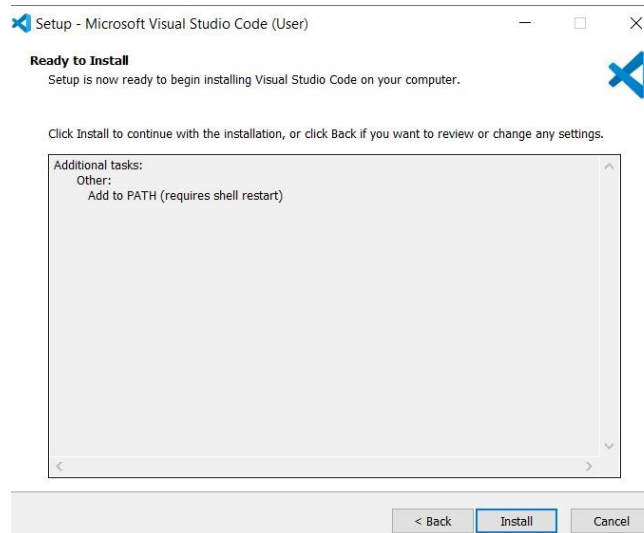 Setup - Microsoft Visual Studio Code (User)
Ready to Install
Setup is now ready to begin installing Visual Studio Code on your computer.
Click Install to continue with the installation, or click Back if you want to review or change any settings.
Additional tasks:
Other:
Add to PATH (requires shell restart)
< Back
Install
Cancel